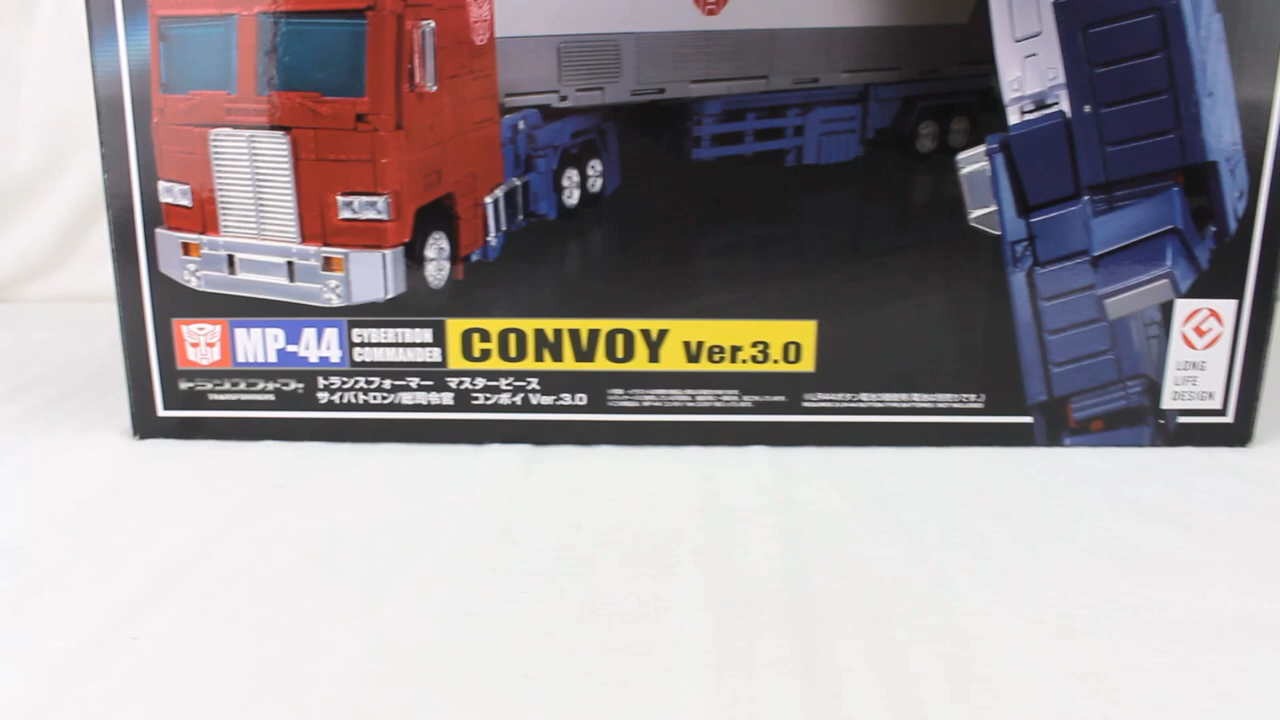 MP-44
CYBERTRON
COMMANDER
CONVOY Ver.3.0
トランスフォーマー
TRANSFORMERS
トランスフォーマー マスターピース
サイバトロン/総司令官 コンボイ Ver.3.0
LONG
LIFE
DESIGN